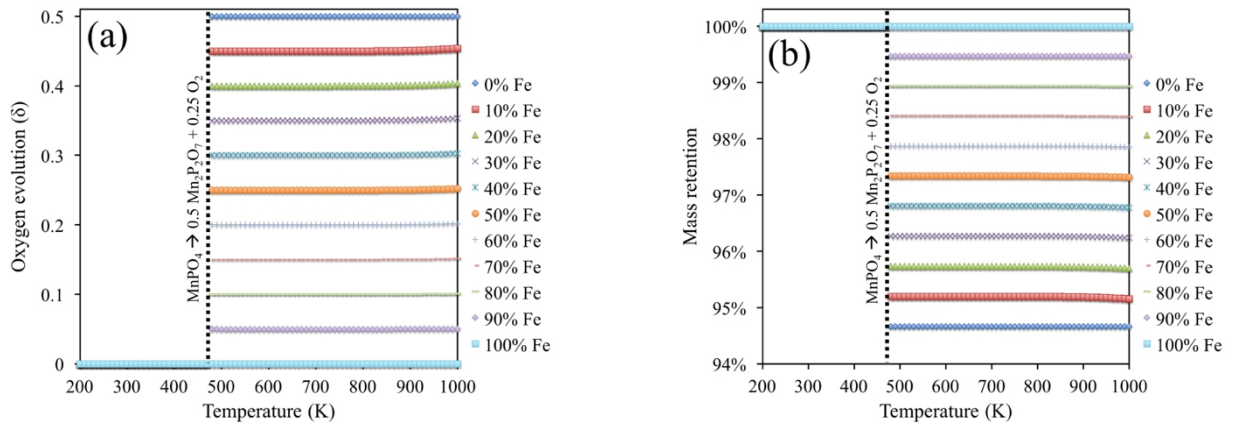 (a)
Oxygen evolution (δ)
0.5
0.4
0.3
0.2
0.1
0
MnPO₄ → 0.5 Mn₂P₂O₇ + 0.25 O₂
200 300 400 500 600 700 800 900 1000
Temperature (K)
0% Fe
10% Fe
20% Fe
30% Fe
40% Fe
50% Fe
60% Fe
70% Fe
80% Fe
90% Fe
100% Fe
(b)
Mass retention
100%
99%
98%
97%
96%
95%
94%
MnPO₄ → 0.5 Mn₂P₂O₇ + 0.25 O₂
200 300 400 500 600 700 800 900 1000
Temperature (K)
0% Fe
10% Fe
20% Fe
30% Fe
40% Fe
50% Fe
60% Fe
70% Fe
80% Fe
90% Fe
100% Fe